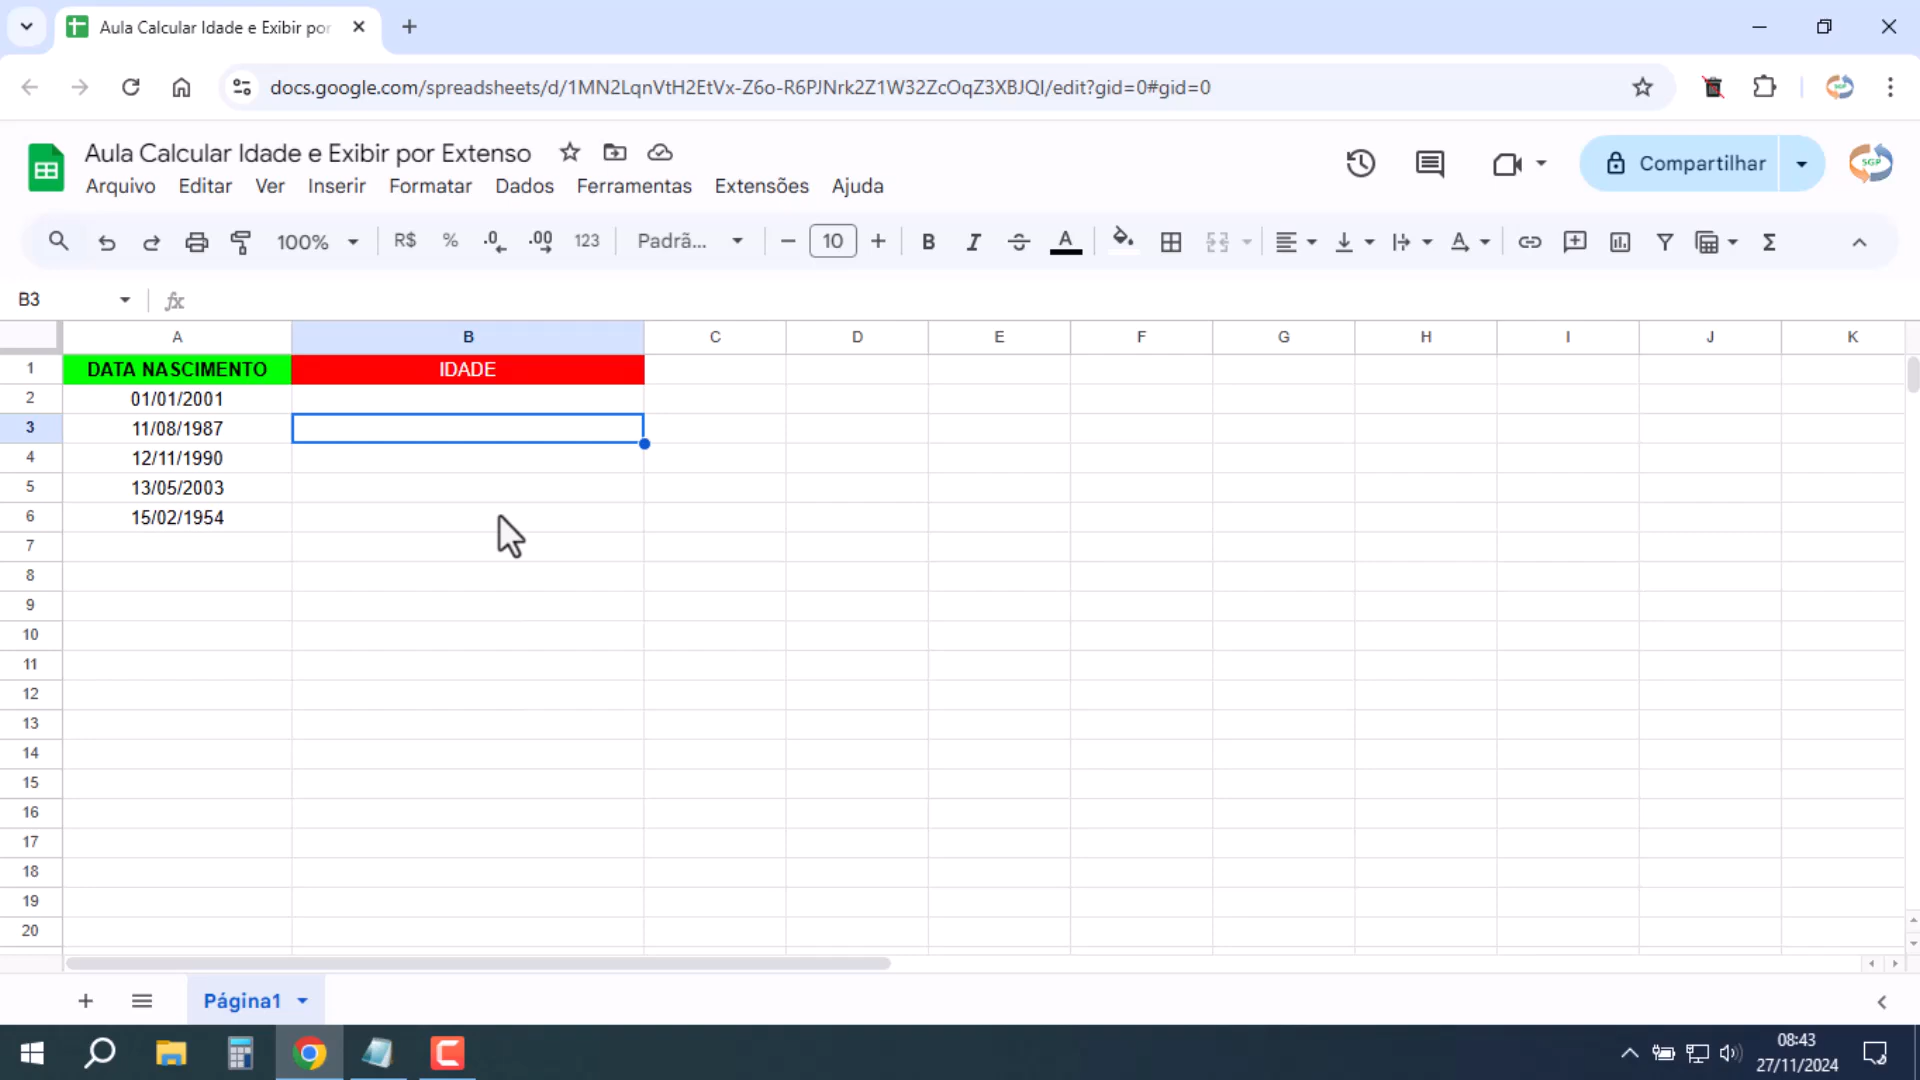 Aula Calcular Idade e Exibir por
docs.google.com/spreadsheets/d/1MN2LqnVtH2EtVx-Z6o-R6PJNrk2Z1W32ZcOqZ3XBJQI/edit?gid=0#gid=0
Aula Calcular Idade e Exibir por Extenso
Arquivo Editar Ver Inserir Formatar Dados Ferramentas Extensões Ajuda
Compartilhar
SGP
100% R$ % .0 .00 123 Padrã... 10 B I S A Σ
B3 fx
A B C D E F G H I J K
1 DATA NASCIMENTO IDADE
2 01/01/2001
3 11/08/1987
4 12/11/1990
5 13/05/2003
6 15/02/1954
7
8
9
10
11
12
13
14
15
16
17
18
19
20
Página1
08:43
27/11/2024